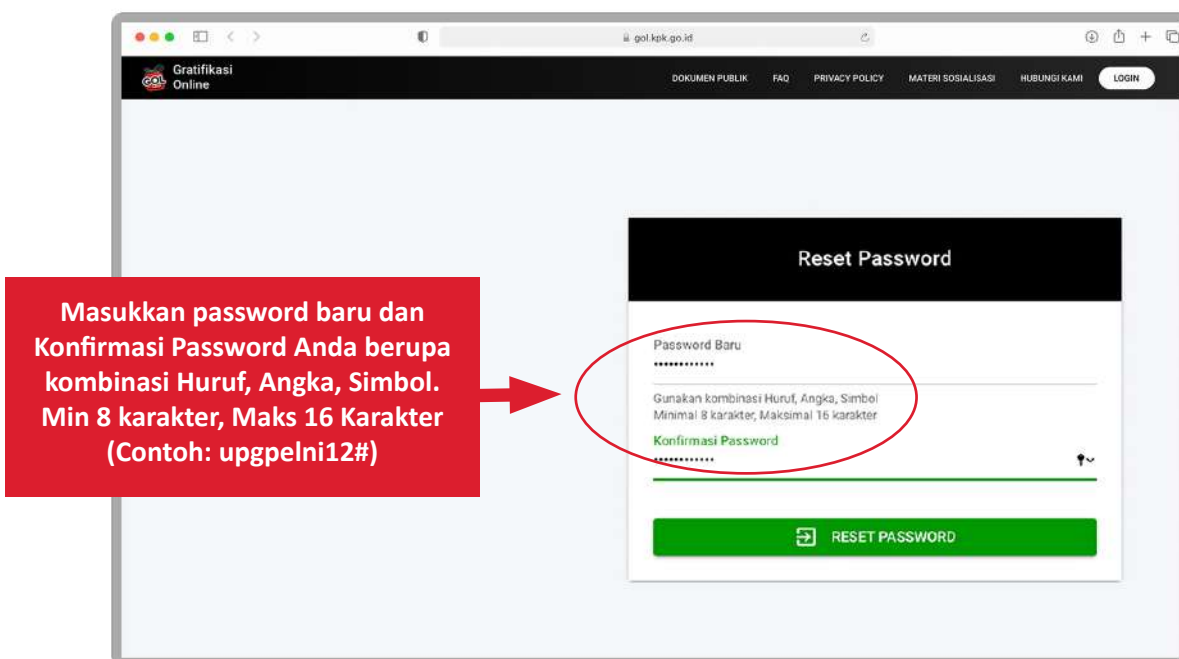 gol.kpk.go.id
GOL
Gratifikasi
Online
DOKUMEN PUBLIK FAQ PRIVACY POLICY MATERI SOSIALISASI HUBUNGI KAMI LOGIN
Reset Password
Masukkan password baru dan
Konfirmasi Password Anda berupa
kombinasi Huruf, Angka, Simbol.
Min 8 karakter, Maks 16 Karakter
(Contoh: upgpelni12#)
Password Baru
••••••••••••
Gunakan kombinasi Huruf, Angka, Simbol
Minimal 8 karakter, Maksimal 16 karakter
Konfirmasi Password
••••••••••••
RESET PASSWORD